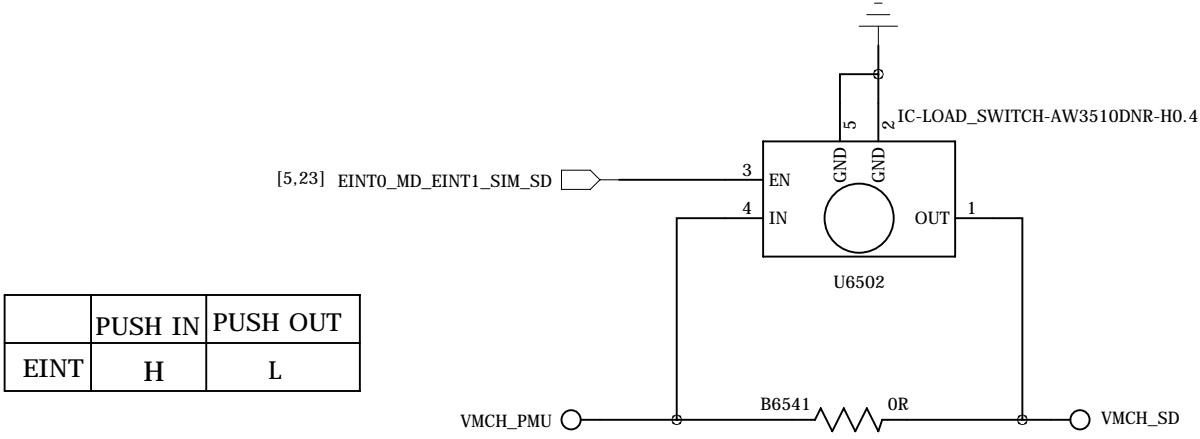 IC-LOAD_SWITCH-AW3510DNR-H0.4
5
2
GND
GND
[5,23] EINT0_MD_EINT1_SIM_SD
3
EN
4
IN
OUT
1
U6502
PUSH IN PUSH OUT
EINT H L
B6541 0R
VMCH_PMU
VMCH_SD